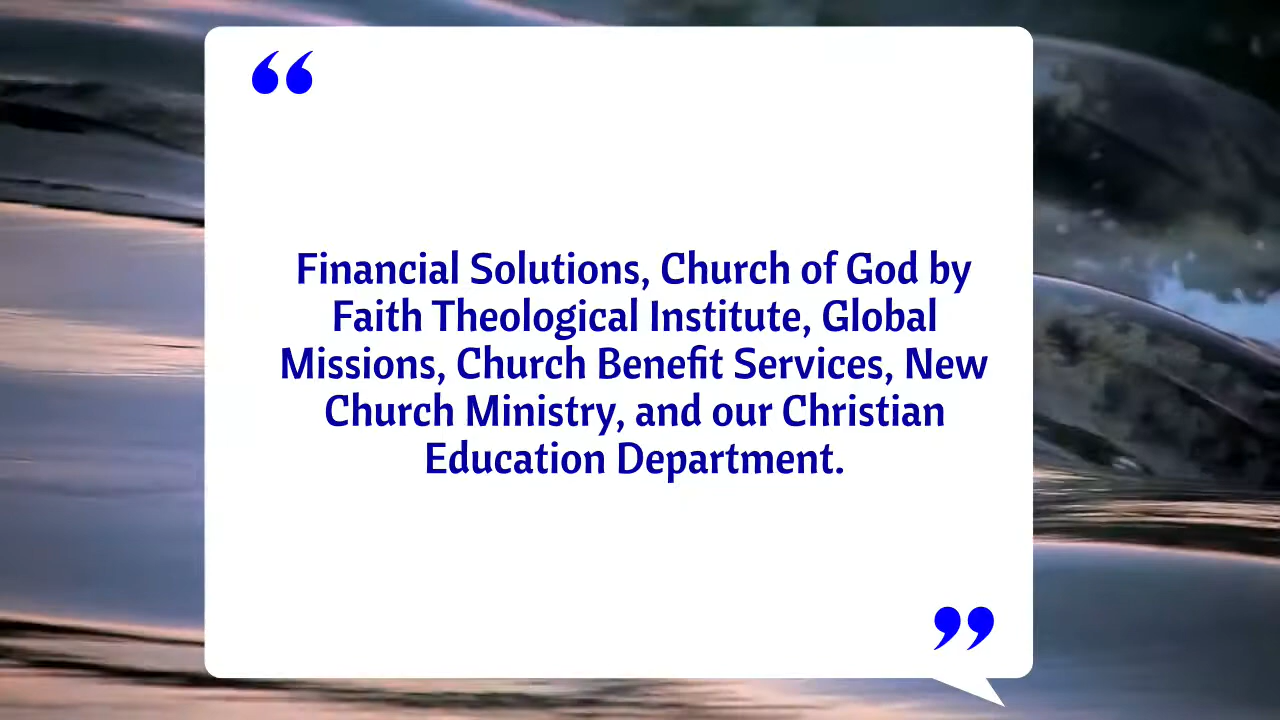 “
Financial Solutions, Church of God by
Faith Theological Institute, Global
Missions, Church Benefit Services, New
Church Ministry, and our Christian
Education Department.
”